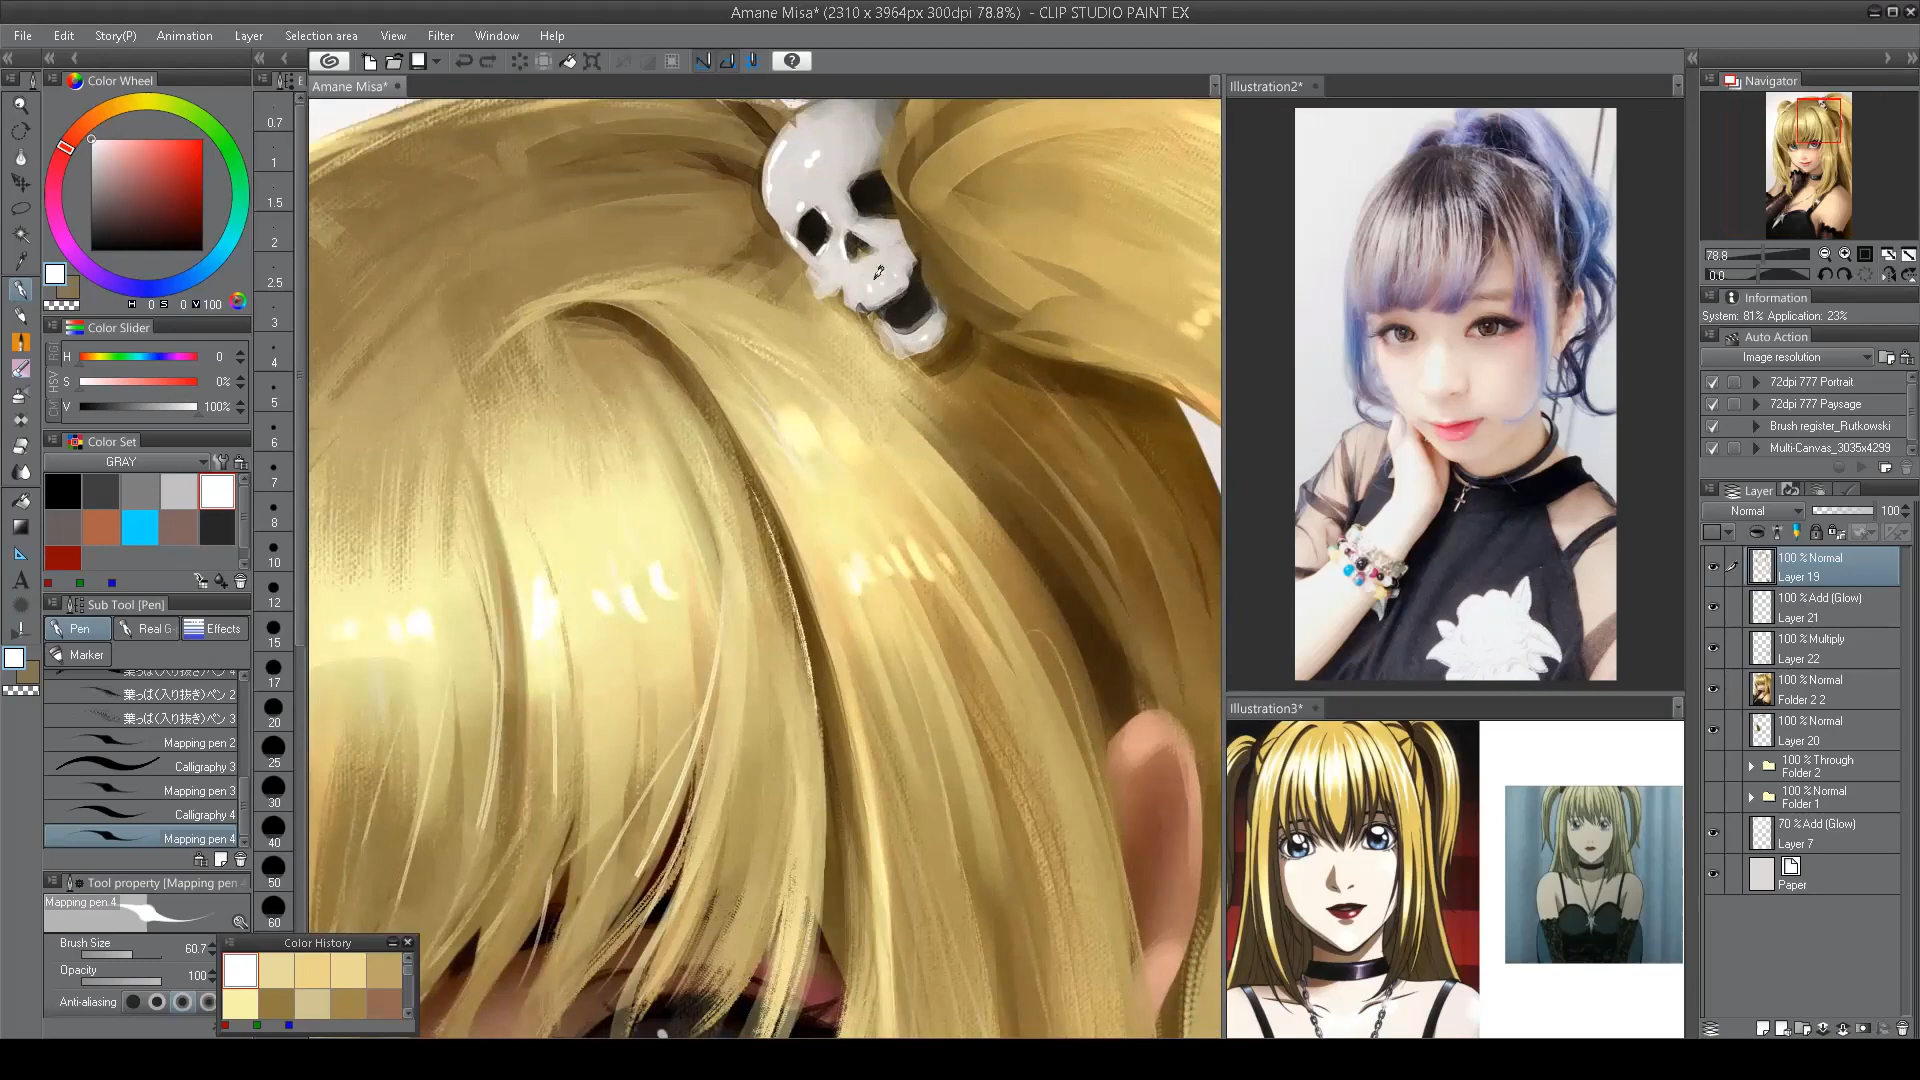 Amane Misa* (2310 x 3964px 300dpi 78.8%) - CLIP STUDIO PAINT EX
File Edit Story(P) Animation Layer Selection area View Filter Window Help
Color Wheel
H 0 S 0 V 100
Color Slider
H 0
S 0%
V 100%
Color Set
GRAY
Sub Tool [Pen]
Pen Real G- Effects
Marker
葉っぱ(入り抜き)ペン 2
葉っぱ(入り抜き)ペン 3
Mapping pen 2
Calligraphy 3
Mapping pen 3
Calligraphy 4
Mapping pen 4
Tool property [Mapping pen
Mapping pen 4
Brush Size 60.7
Opacity 100
Anti-aliasing
0.7
1
1.5
2
2.5
3
4
5
6
7
8
10
12
15
17
20
25
30
40
50
60
Color History
Amane Misa*
Illustration2*
Illustration3*
Navigator
78.8
0.0
Information
System: 81% Application: 23%
Auto Action
Image resolution
72dpi 777 Portrait
72dpi 777 Paysage
Brush register_Rutkowski
Multi-Canvas_3035x4299
Layer
Normal 100
100 % Normal
Layer 19
100 % Add (Glow)
Layer 21
100 % Multiply
Layer 22
100 % Normal
Folder 2 2
100 % Normal
Layer 20
100 % Through
Folder 2
100 % Normal
Folder 1
70 % Add (Glow)
Layer 7
Paper